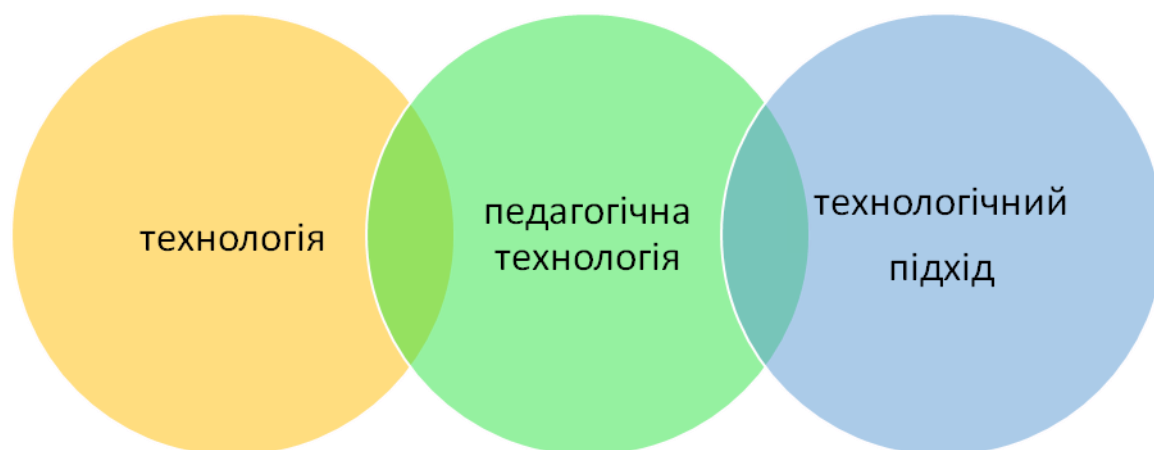 технологія
педагогічна
технологія
технологічний
підхід